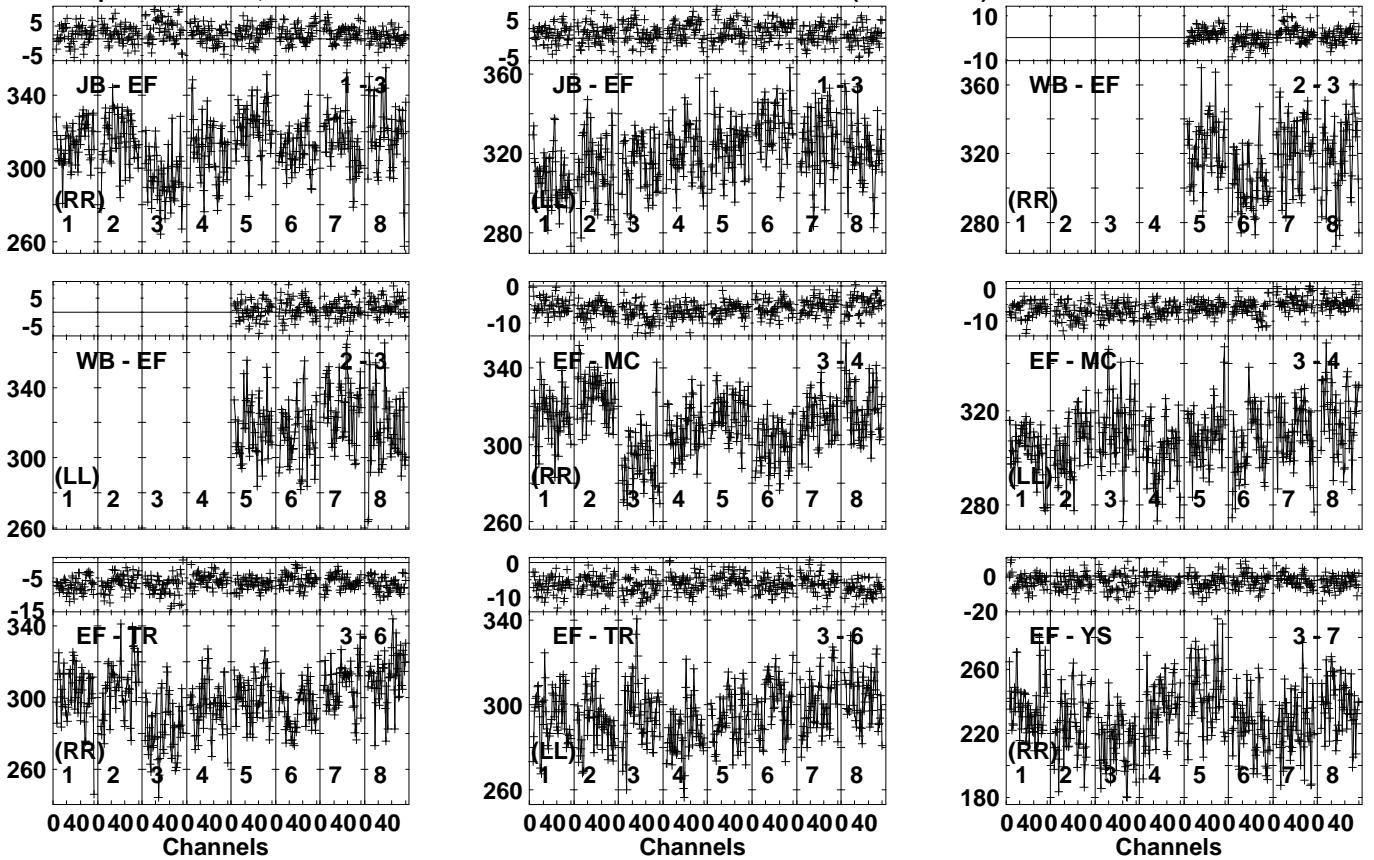 5 5 10
-5 -5 -10
JB - EF 1 - 3 JB - EF 1 - 3 WB - EF 2 - 3
340 360 360
300 320 320
260 280 280
(RR) (LL) (RR)
1 2 3 4 5 6 7 8 1 2 3 4 5 6 7 8 1 2 3 4 5 6 7 8
5 0 0
-5 -10 -10
WB - EF 2 - 3 EF - MC 3 - 4 EF - MC 3 - 4
340 340 320
300 300 280
260 260
(LL) (RR) (LL)
1 2 3 4 5 6 7 8 1 2 3 4 5 6 7 8 1 2 3 4 5 6 7 8
-5 0 0
-15 -10 -20
EF - TR 3 - 6 EF - TR 3 - 6 EF - YS 3 - 7
340 340 260
300 300 220
260 260 180
(RR) (LL) (RR)
1 2 3 4 5 6 7 8 1 2 3 4 5 6 7 8 1 2 3 4 5 6 7 8
0 40 0 40 0 40 0 40 0 40 0 40 0 40 0 40 0 40 0 40 0 40 0 40 0 40 0 40 0 40 0 40 0 40 0 40 0 40 0 40 0 40 0 40 0 40 0 40
Channels Channels Channels